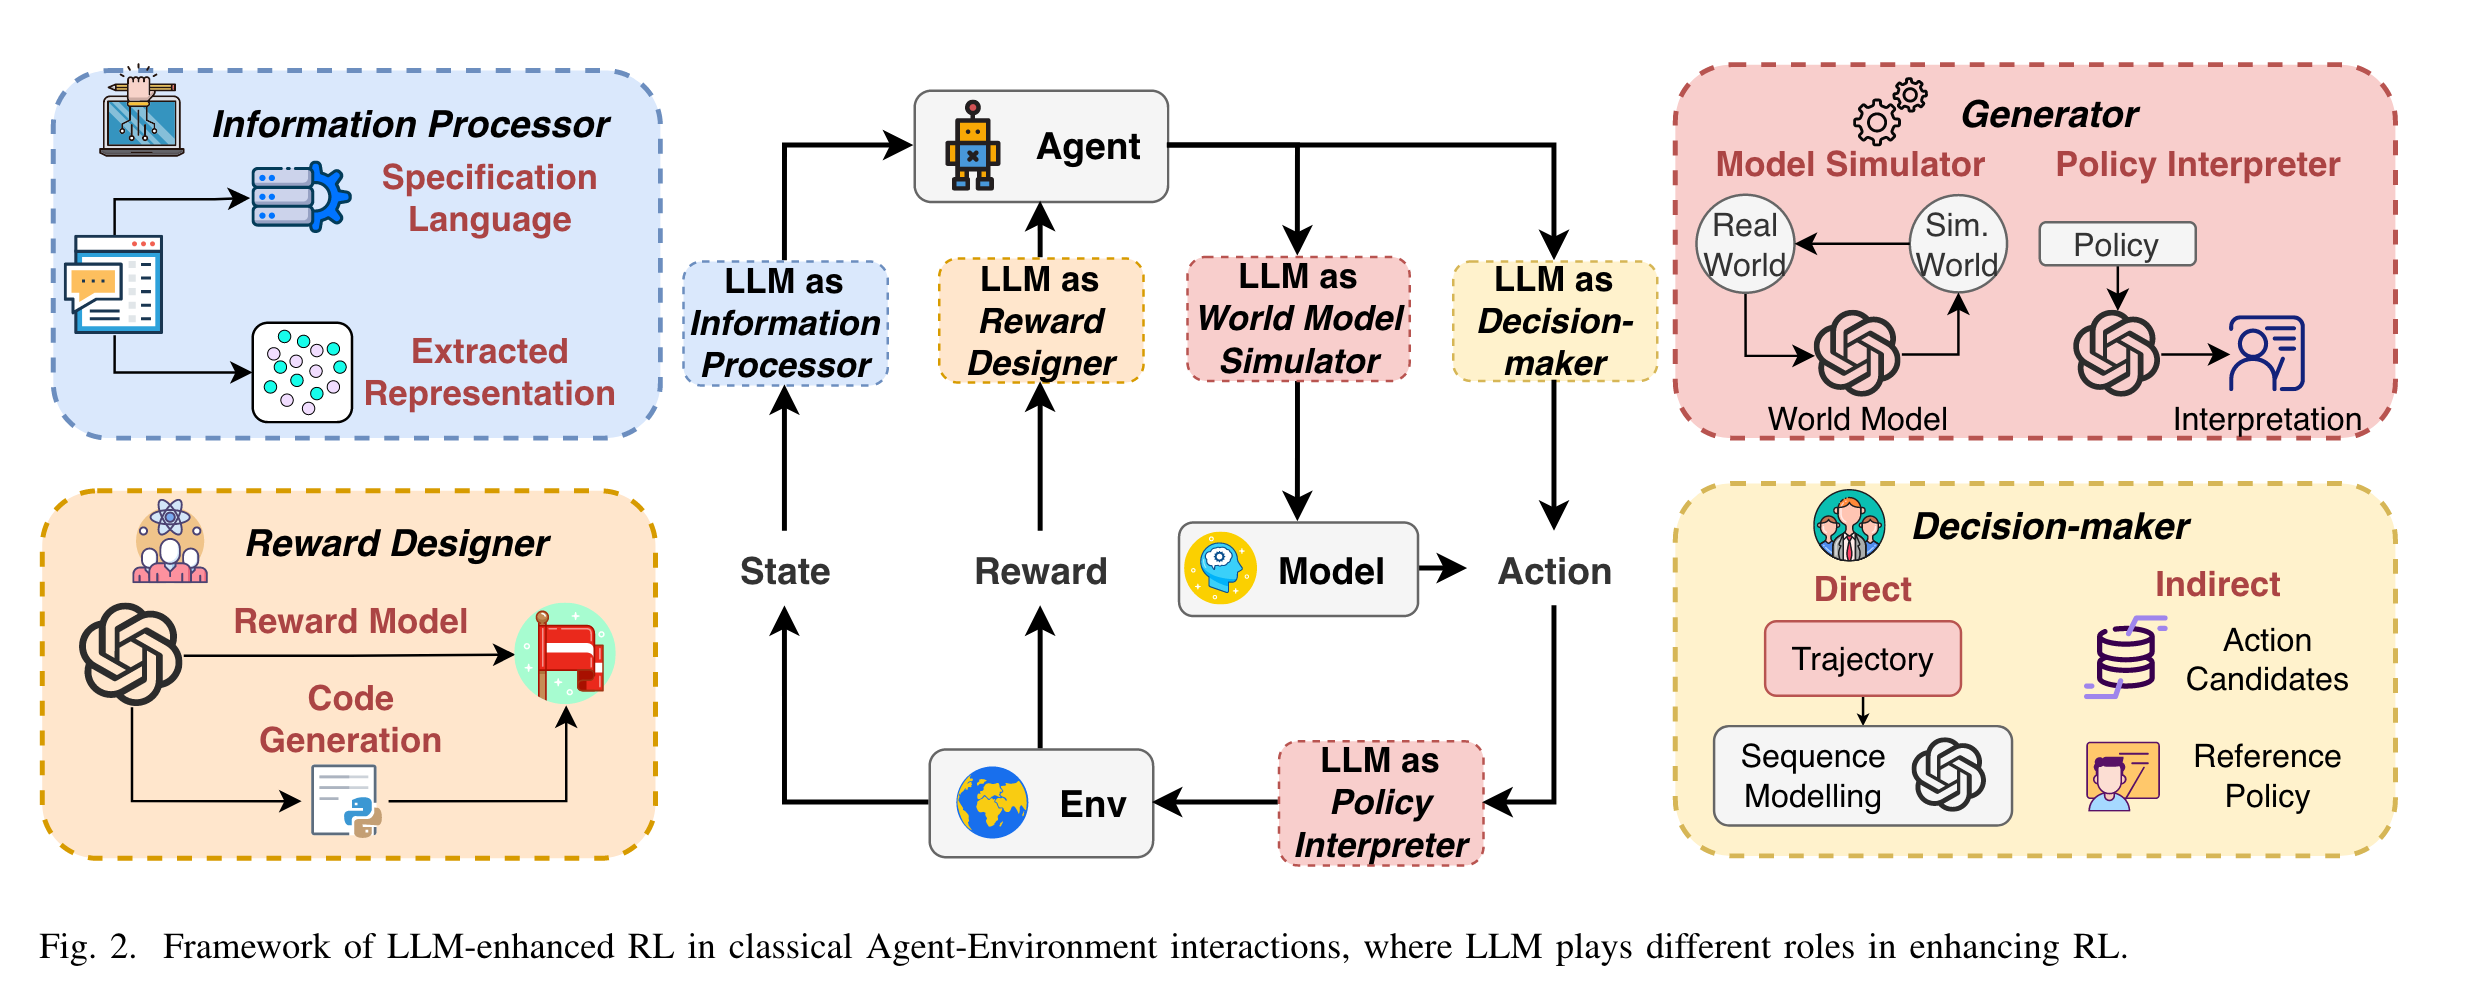 Information Processor
Specification
Language
Extracted
Representation
Reward Designer
Reward Model
Code
Generation
Agent
LLM as
Information
Processor
LLM as
Reward
Designer
LLM as
World Model
Simulator
LLM as
Decision-
maker
State
Reward
Model
Action
Env
LLM as
Policy
Interpreter
Generator
Model Simulator
Policy Interpreter
Real
World
Sim.
World
World Model
Policy
Interpretation
Decision-maker
Direct
Trajectory
Sequence
Modelling
Indirect
Action
Candidates
Reference
Policy
Fig. 2. Framework of LLM-enhanced RL in classical Agent-Environment interactions, where LLM plays different roles in enhancing RL.